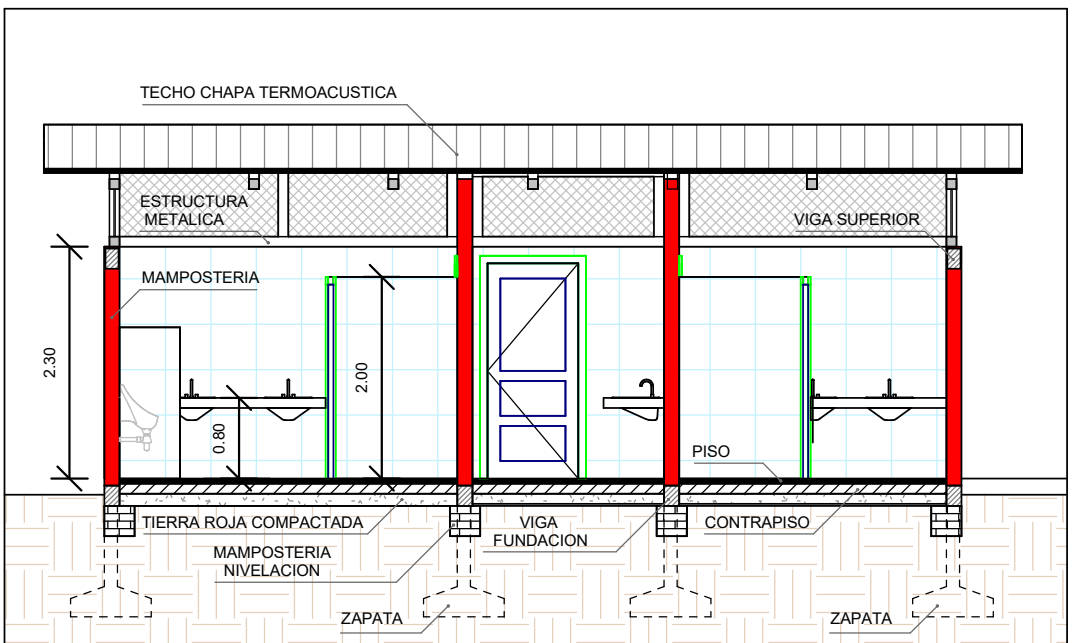 TECHO CHAPA TERMOACUSTICA
ESTRUCTURA
METALICA
VIGA SUPERIOR
MAMPOSTERIA
2.30
2.00
0.80
PISO
TIERRA ROJA COMPACTADA
VIGA
FUNDACION
CONTRAPISO
MAMPOSTERIA
NIVELACION
ZAPATA
ZAPATA